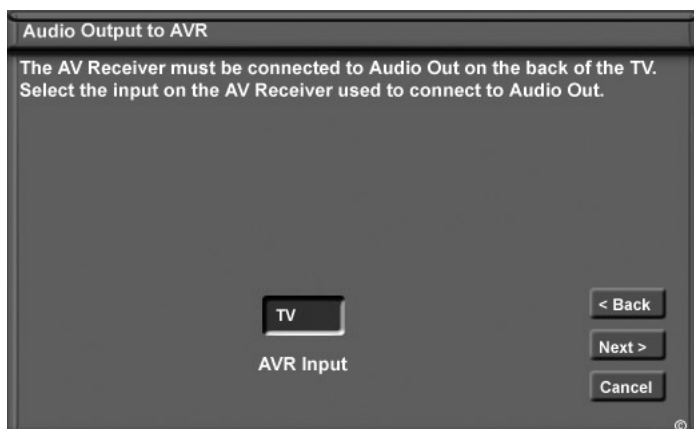 Audio Output to AVR
The AV Receiver must be connected to Audio Out on the back of the TV.
Select the input on the AV Receiver used to connect to Audio Out.
TV
AVR Input
< Back
Next >
Cancel
©